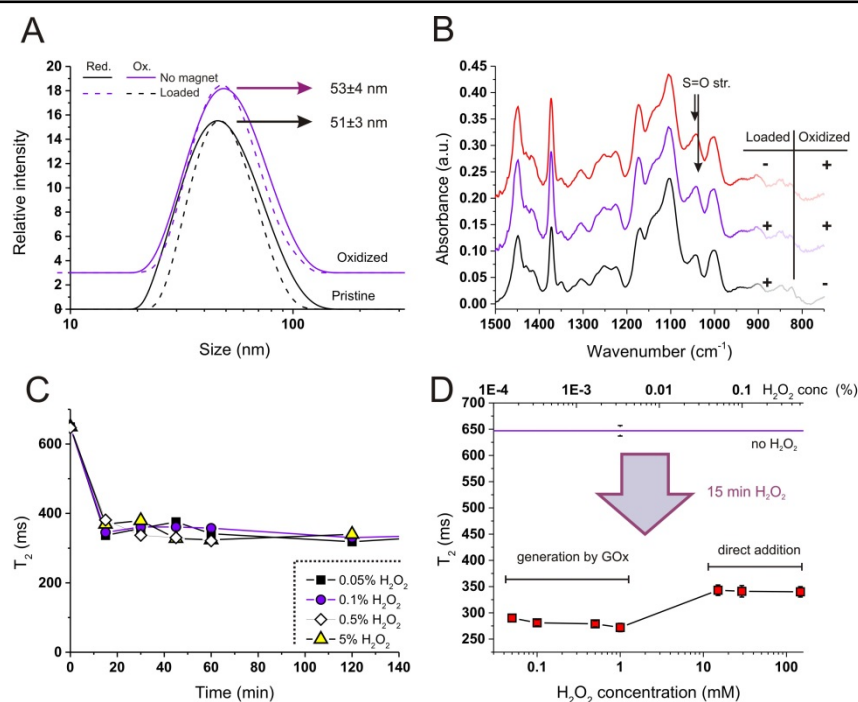 A
Red. Ox.
No magnet
Loaded
53±4 nm
51±3 nm
Oxidized
Pristine
Relative intensity
20
18
16
14
12
10
8
6
4
2
0
10 100
Size (nm)
B
S=O str.
Loaded Oxidized
- +
+ +
+ -
Absorbance (a.u.)
0.45
0.40
0.35
0.30
0.25
0.20
0.15
0.10
0.05
0.00
1500 1400 1300 1200 1100 1000 900 800
Wavenumber (cm⁻¹)
C
T₂ (ms)
600
400
200
0
0 20 40 60 80 100 120 140
Time (min)
0.05% H₂O₂
0.1% H₂O₂
0.5% H₂O₂
5% H₂O₂
D
1E-4 1E-3 0.01 0.1 H₂O₂ conc (%)
no H₂O₂
15 min H₂O₂
generation by GOx
direct addition
T₂ (ms)
700
650
600
550
500
450
400
350
300
250
0.1 1 10 100
H₂O₂ concentration (mM)